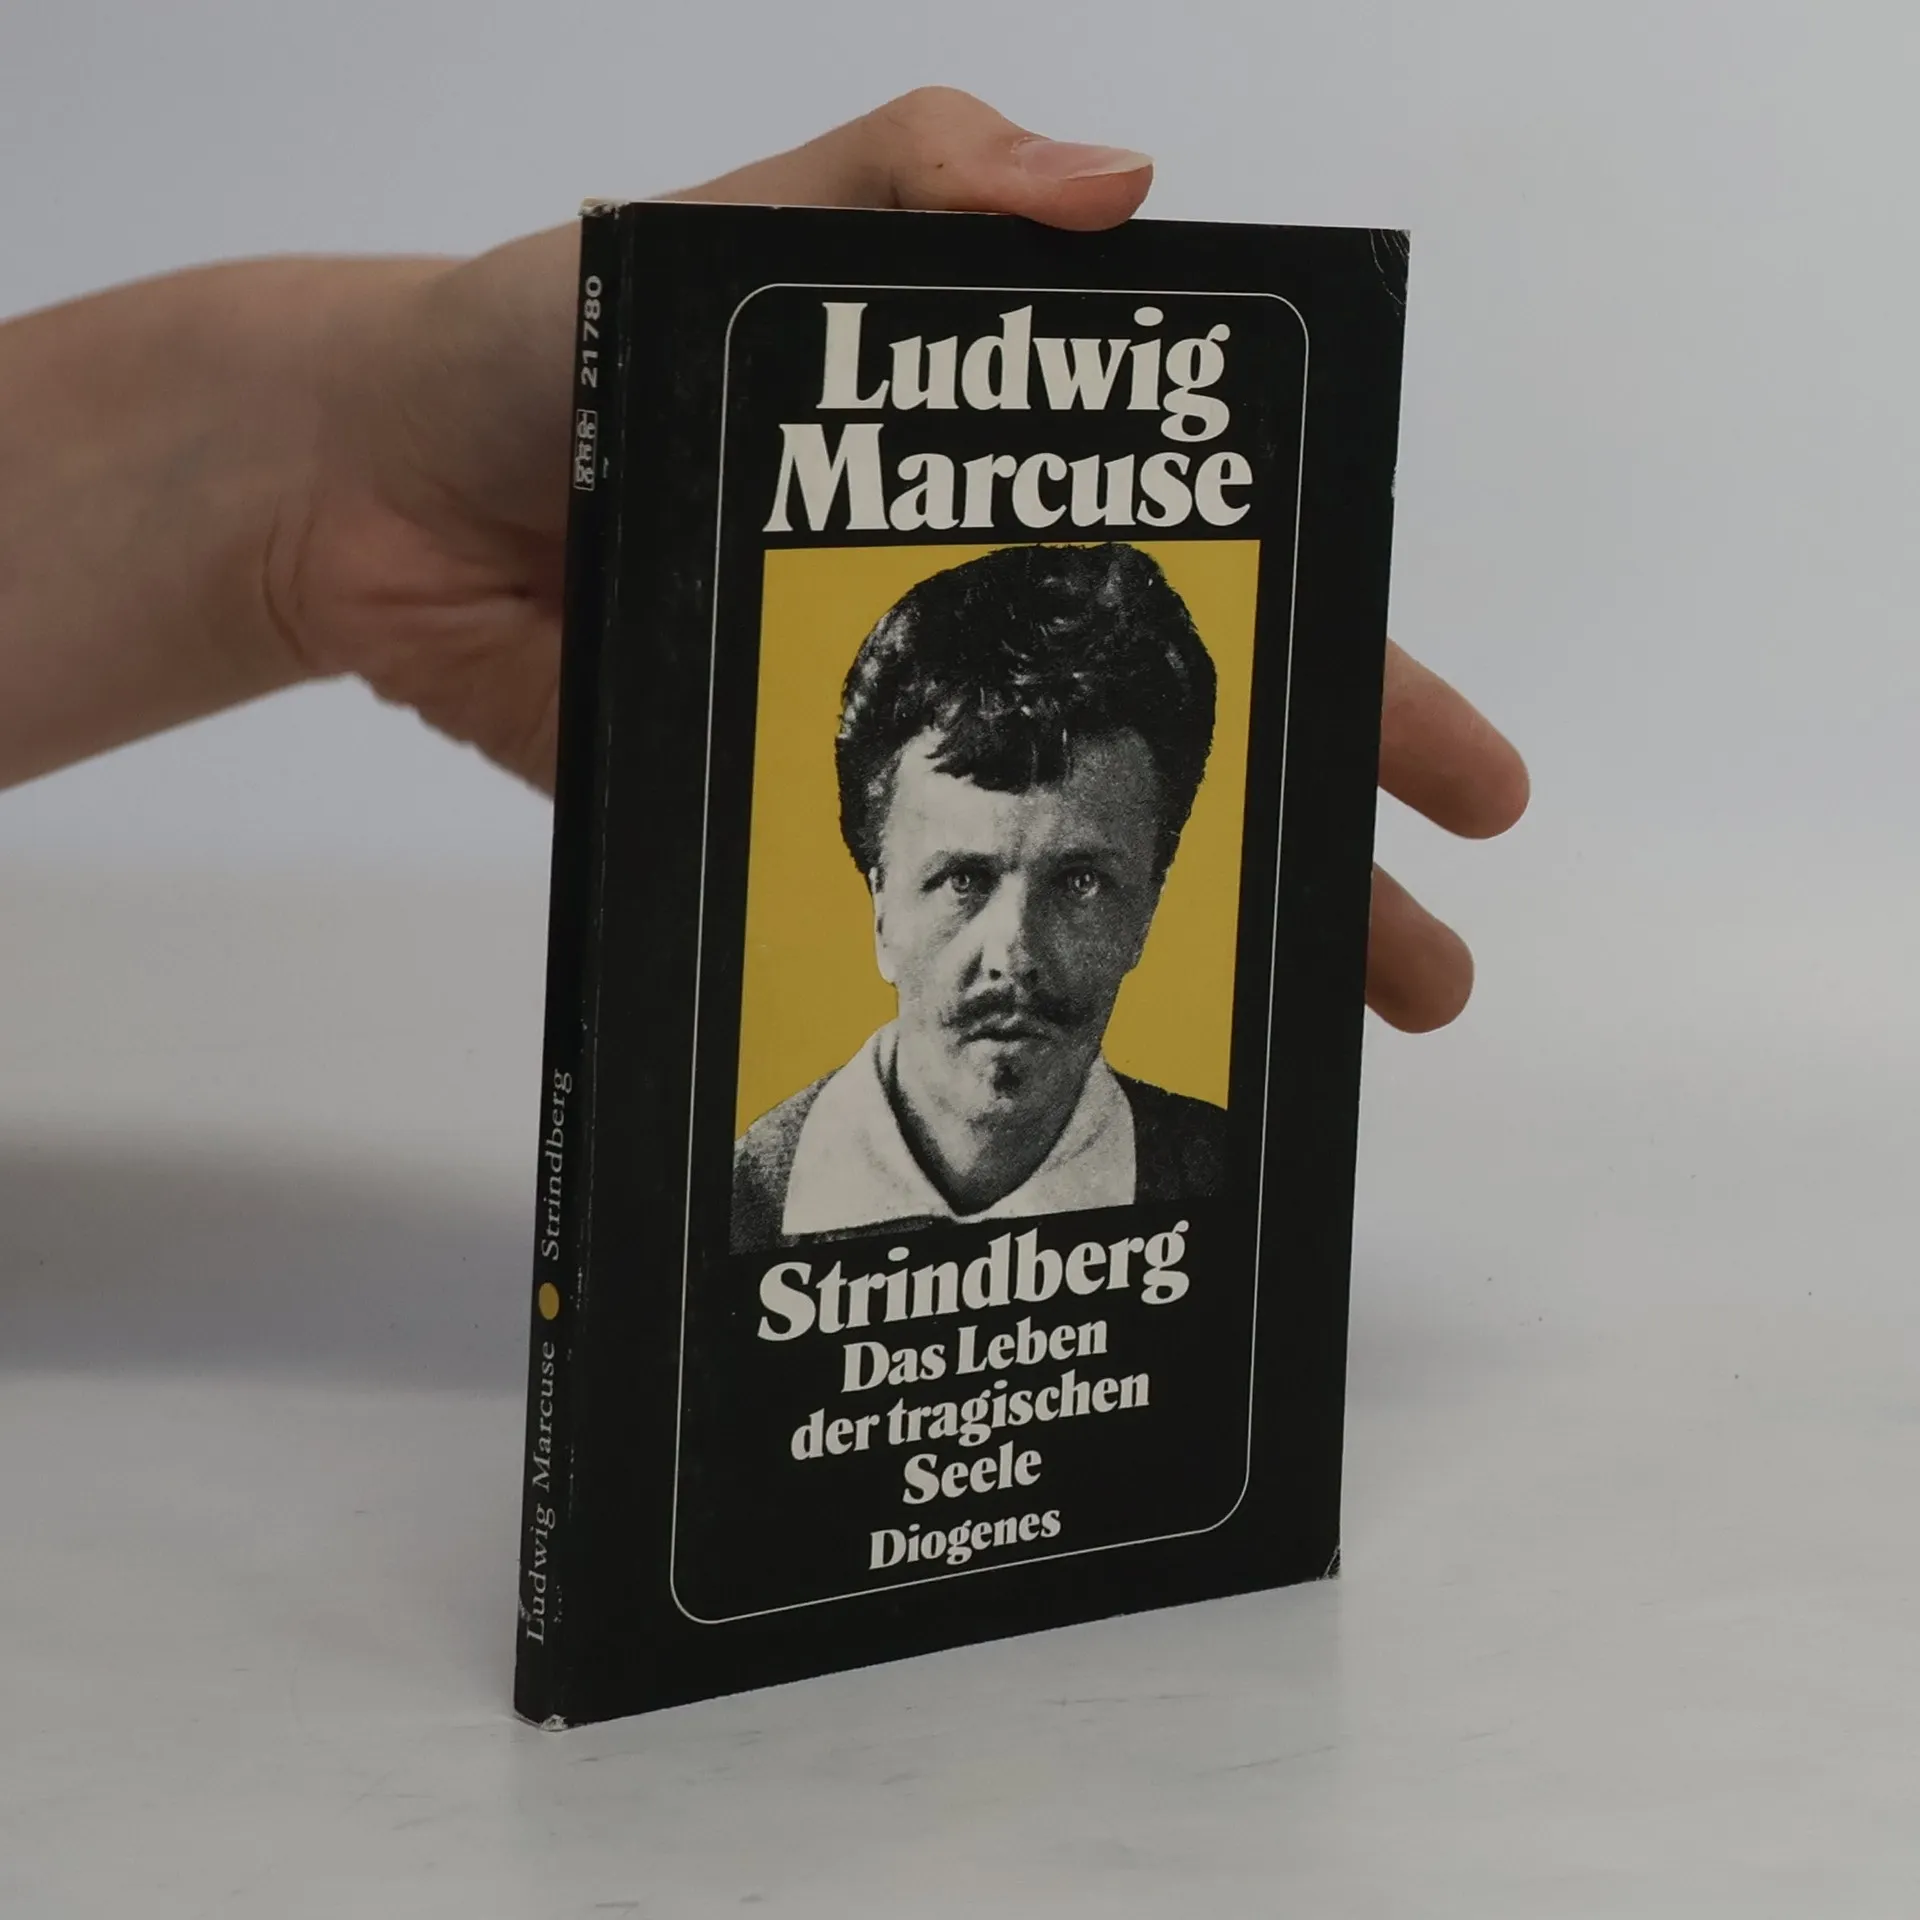 Ludwig
Marcuse
Strindberg
Das Leben
der tragischen
Seele
Diogenes
Ludwig Marcuse Strindberg
21780